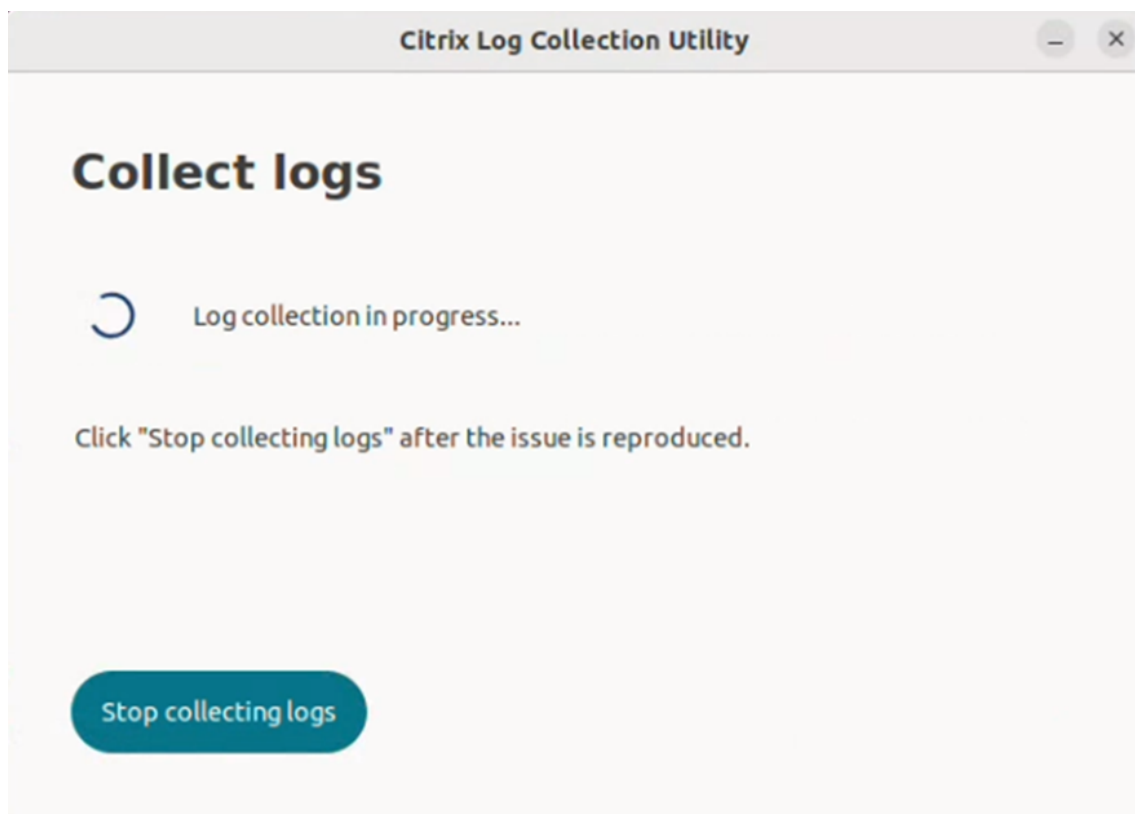 Citrix Log Collection Utility
Collect logs
Log collection in progress...
Click "Stop collecting logs" after the issue is reproduced.
Stop collecting logs